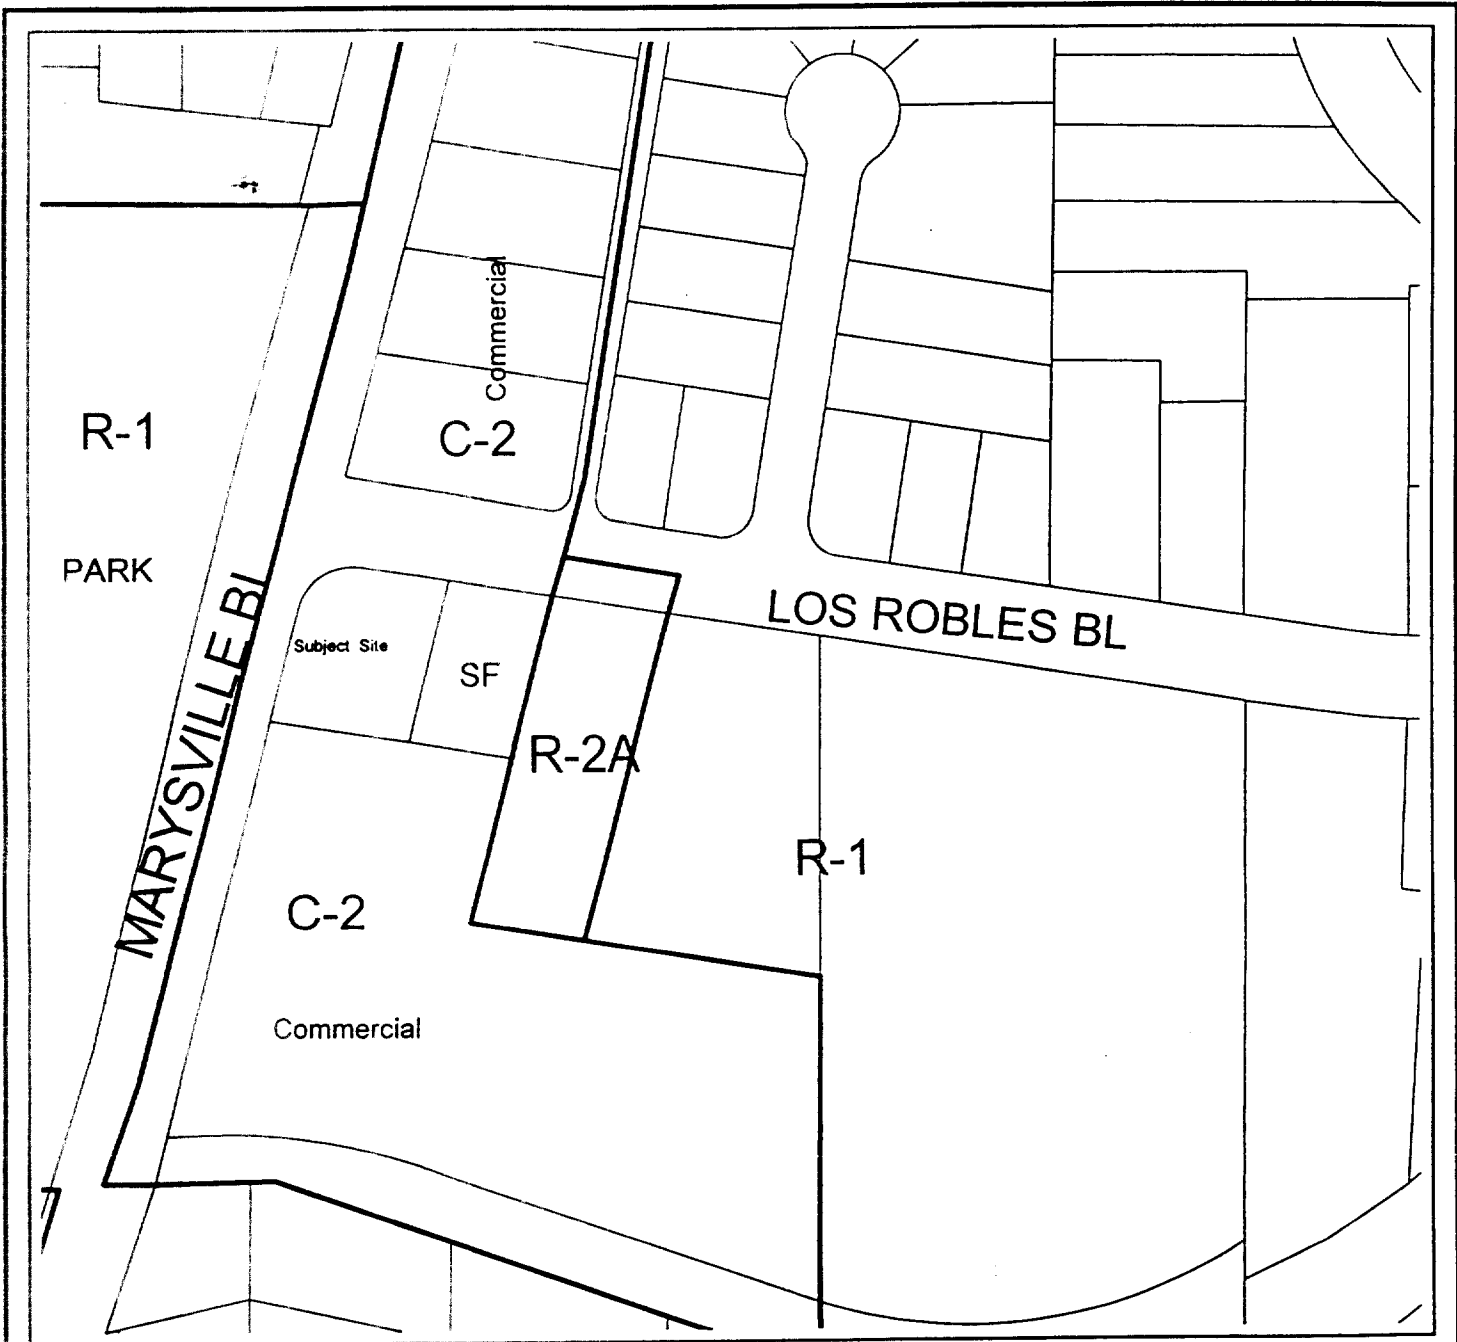 Commercial
R-1
C-2
PARK
LOS ROBLES BL
MARYSVILLE BL
Subject Site
SF
R-2A
R-1
C-2
Commercial